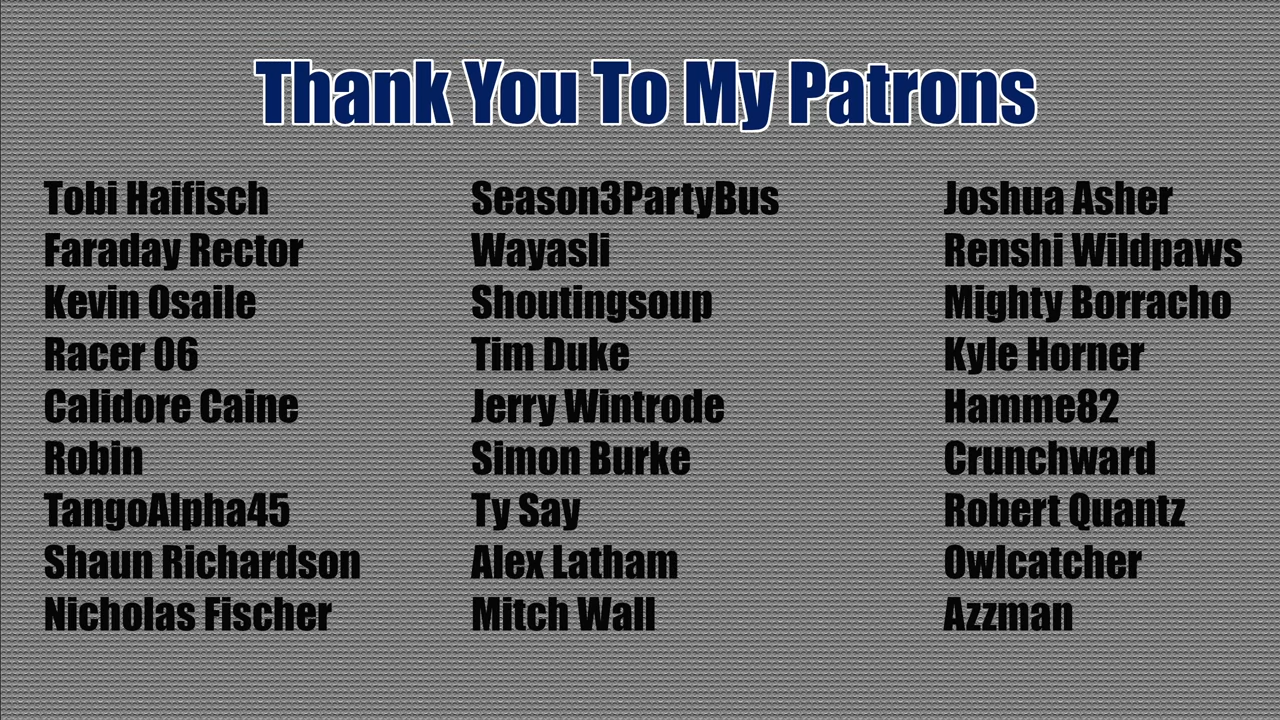 Thank You To My Patrons
Tobi Haifisch
Faraday Rector
Kevin Osaile
Racer 06
Calidore Caine
Robin
TangoAlpha45
Shaun Richardson
Nicholas Fischer
Season3PartyBus
Wayasli
Shoutingsoup
Tim Duke
Jerry Wintrode
Simon Burke
Ty Say
Alex Latham
Mitch Wall
Joshua Asher
Renshi Wildpaws
Mighty Borracho
Kyle Horner
Hamme82
Crunchward
Robert Quantz
Owlcatcher
Azzman